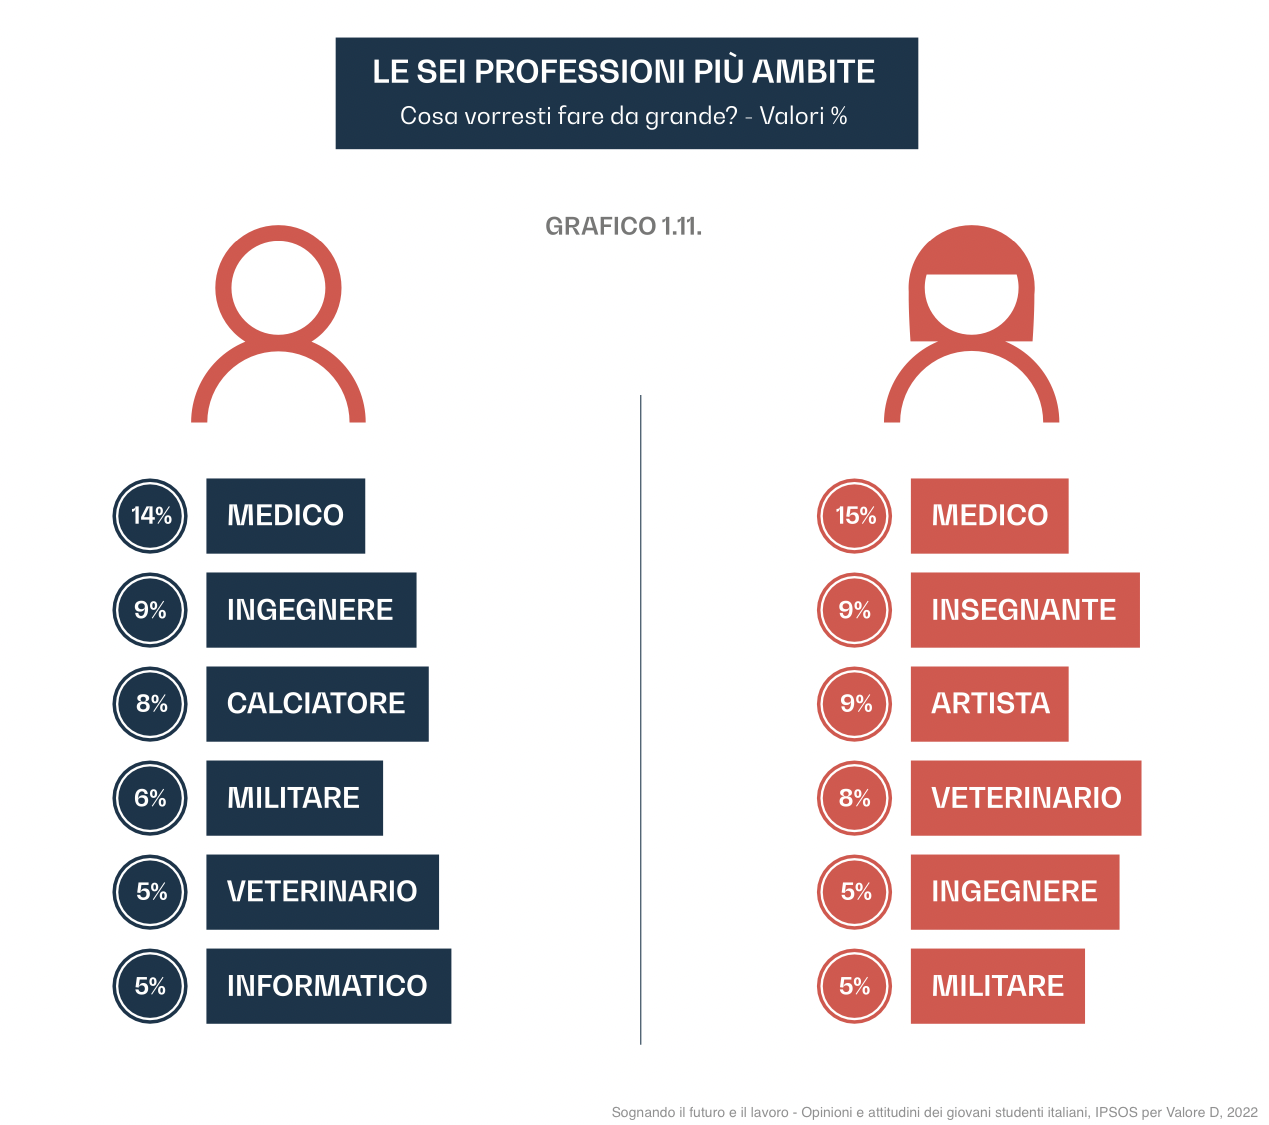 LE SEI PROFESSIONI PIÙ AMBITE
Cosa vorresti fare da grande? - Valori %
GRAFICO 1.11.
14% MEDICO
9% INGEGNERE
8% CALCIATORE
6% MILITARE
5% VETERINARIO
5% INFORMATICO
15% MEDICO
9% INSEGNANTE
9% ARTISTA
8% VETERINARIO
5% INGEGNERE
5% MILITARE
Sognando il futuro e il lavoro - Opinioni e attitudini dei giovani studenti italiani, IPSOS per Valore D, 2022